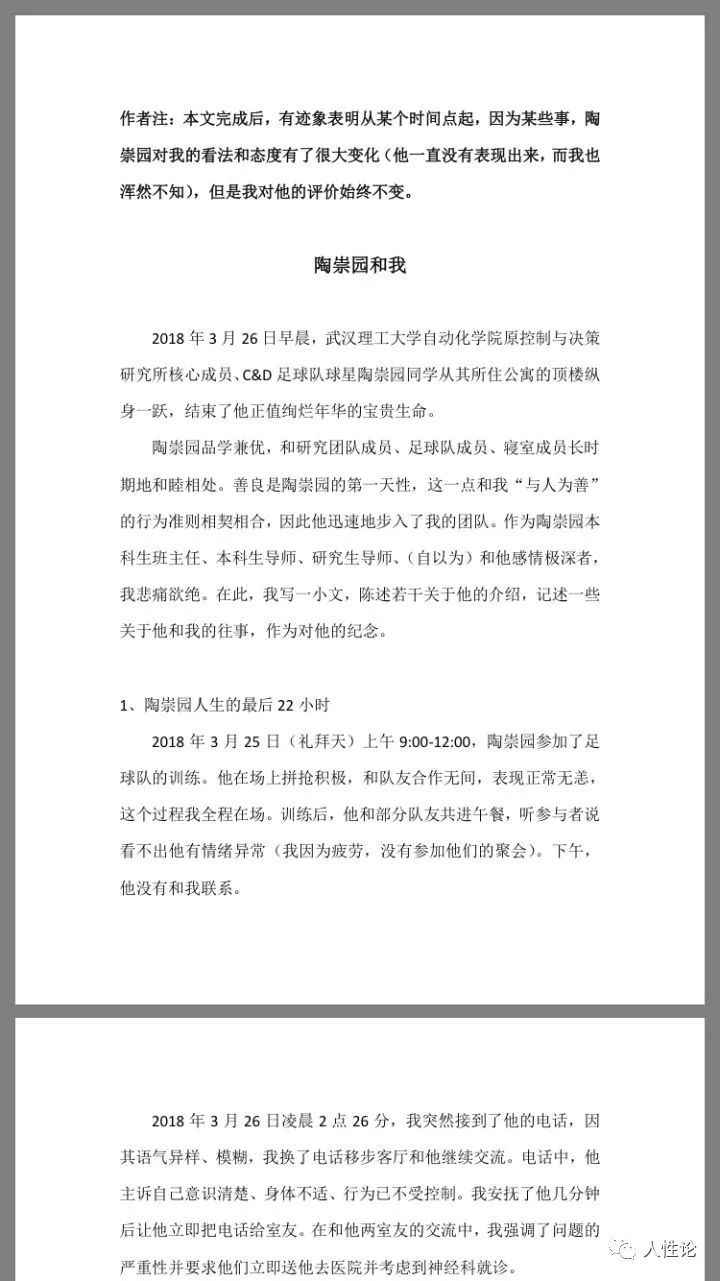 作者注：本文完成后，有迹象表明从某个时间点起，因为某些事，陶
崇园对我的看法和态度有了很大变化（他一直没有表现出来，而我也
浑然不知），但是我对他的评价始终不变。
陶崇园和我
2018 年 3 月 26 日早晨，武汉理工大学自动化学院原控制与决策
研究所核心成员、C&D 足球队球星陶崇园同学从其所住公寓的顶楼纵
身一跃，结束了他正值绚烂年华的宝贵生命。
陶崇园品学兼优，和研究团队成员、足球队成员、寝室成员长时
期地和睦相处。善良是陶崇园的第一天性，这一点和我“与人为善”
的行为准则相契相合，因此他迅速地步入了我的团队。作为陶崇园本
科生班主任、本科生导师、研究生导师、（自以为）和他感情极深者，
我悲痛欲绝。在此，我写一小文，陈述若干关于他的介绍，记述一些
关于他和我的往事，作为对他的纪念。
1、陶崇园人生的最后 22 小时
2018 年 3 月 25 日（礼拜天）上午 9:00-12:00，陶崇园参加了足
球队的训练。他在场上拼抢积极，和队友合作无间，表现正常无恙，
这个过程我全程在场。训练后，他和部分队友共进午餐，听参与者说
看不出他有情绪异常（我因为疲劳，没有参加他们的聚会）。下午，
他没有和我联系。
2018 年 3 月 26 日凌晨 2 点 26 分，我突然接到了他的电话，因
其语气异样、模糊，我换了电话移步客厅和他继续交流。电话中，他
主诉自己意识清楚、身体不适、行为已不受控制。我安抚了他几分钟
后让他立即把电话给室友。在和他两室友的交流中，我强调了问题的
严重性并要求他们立即送他去医院并考虑到神经科就诊。
人性论